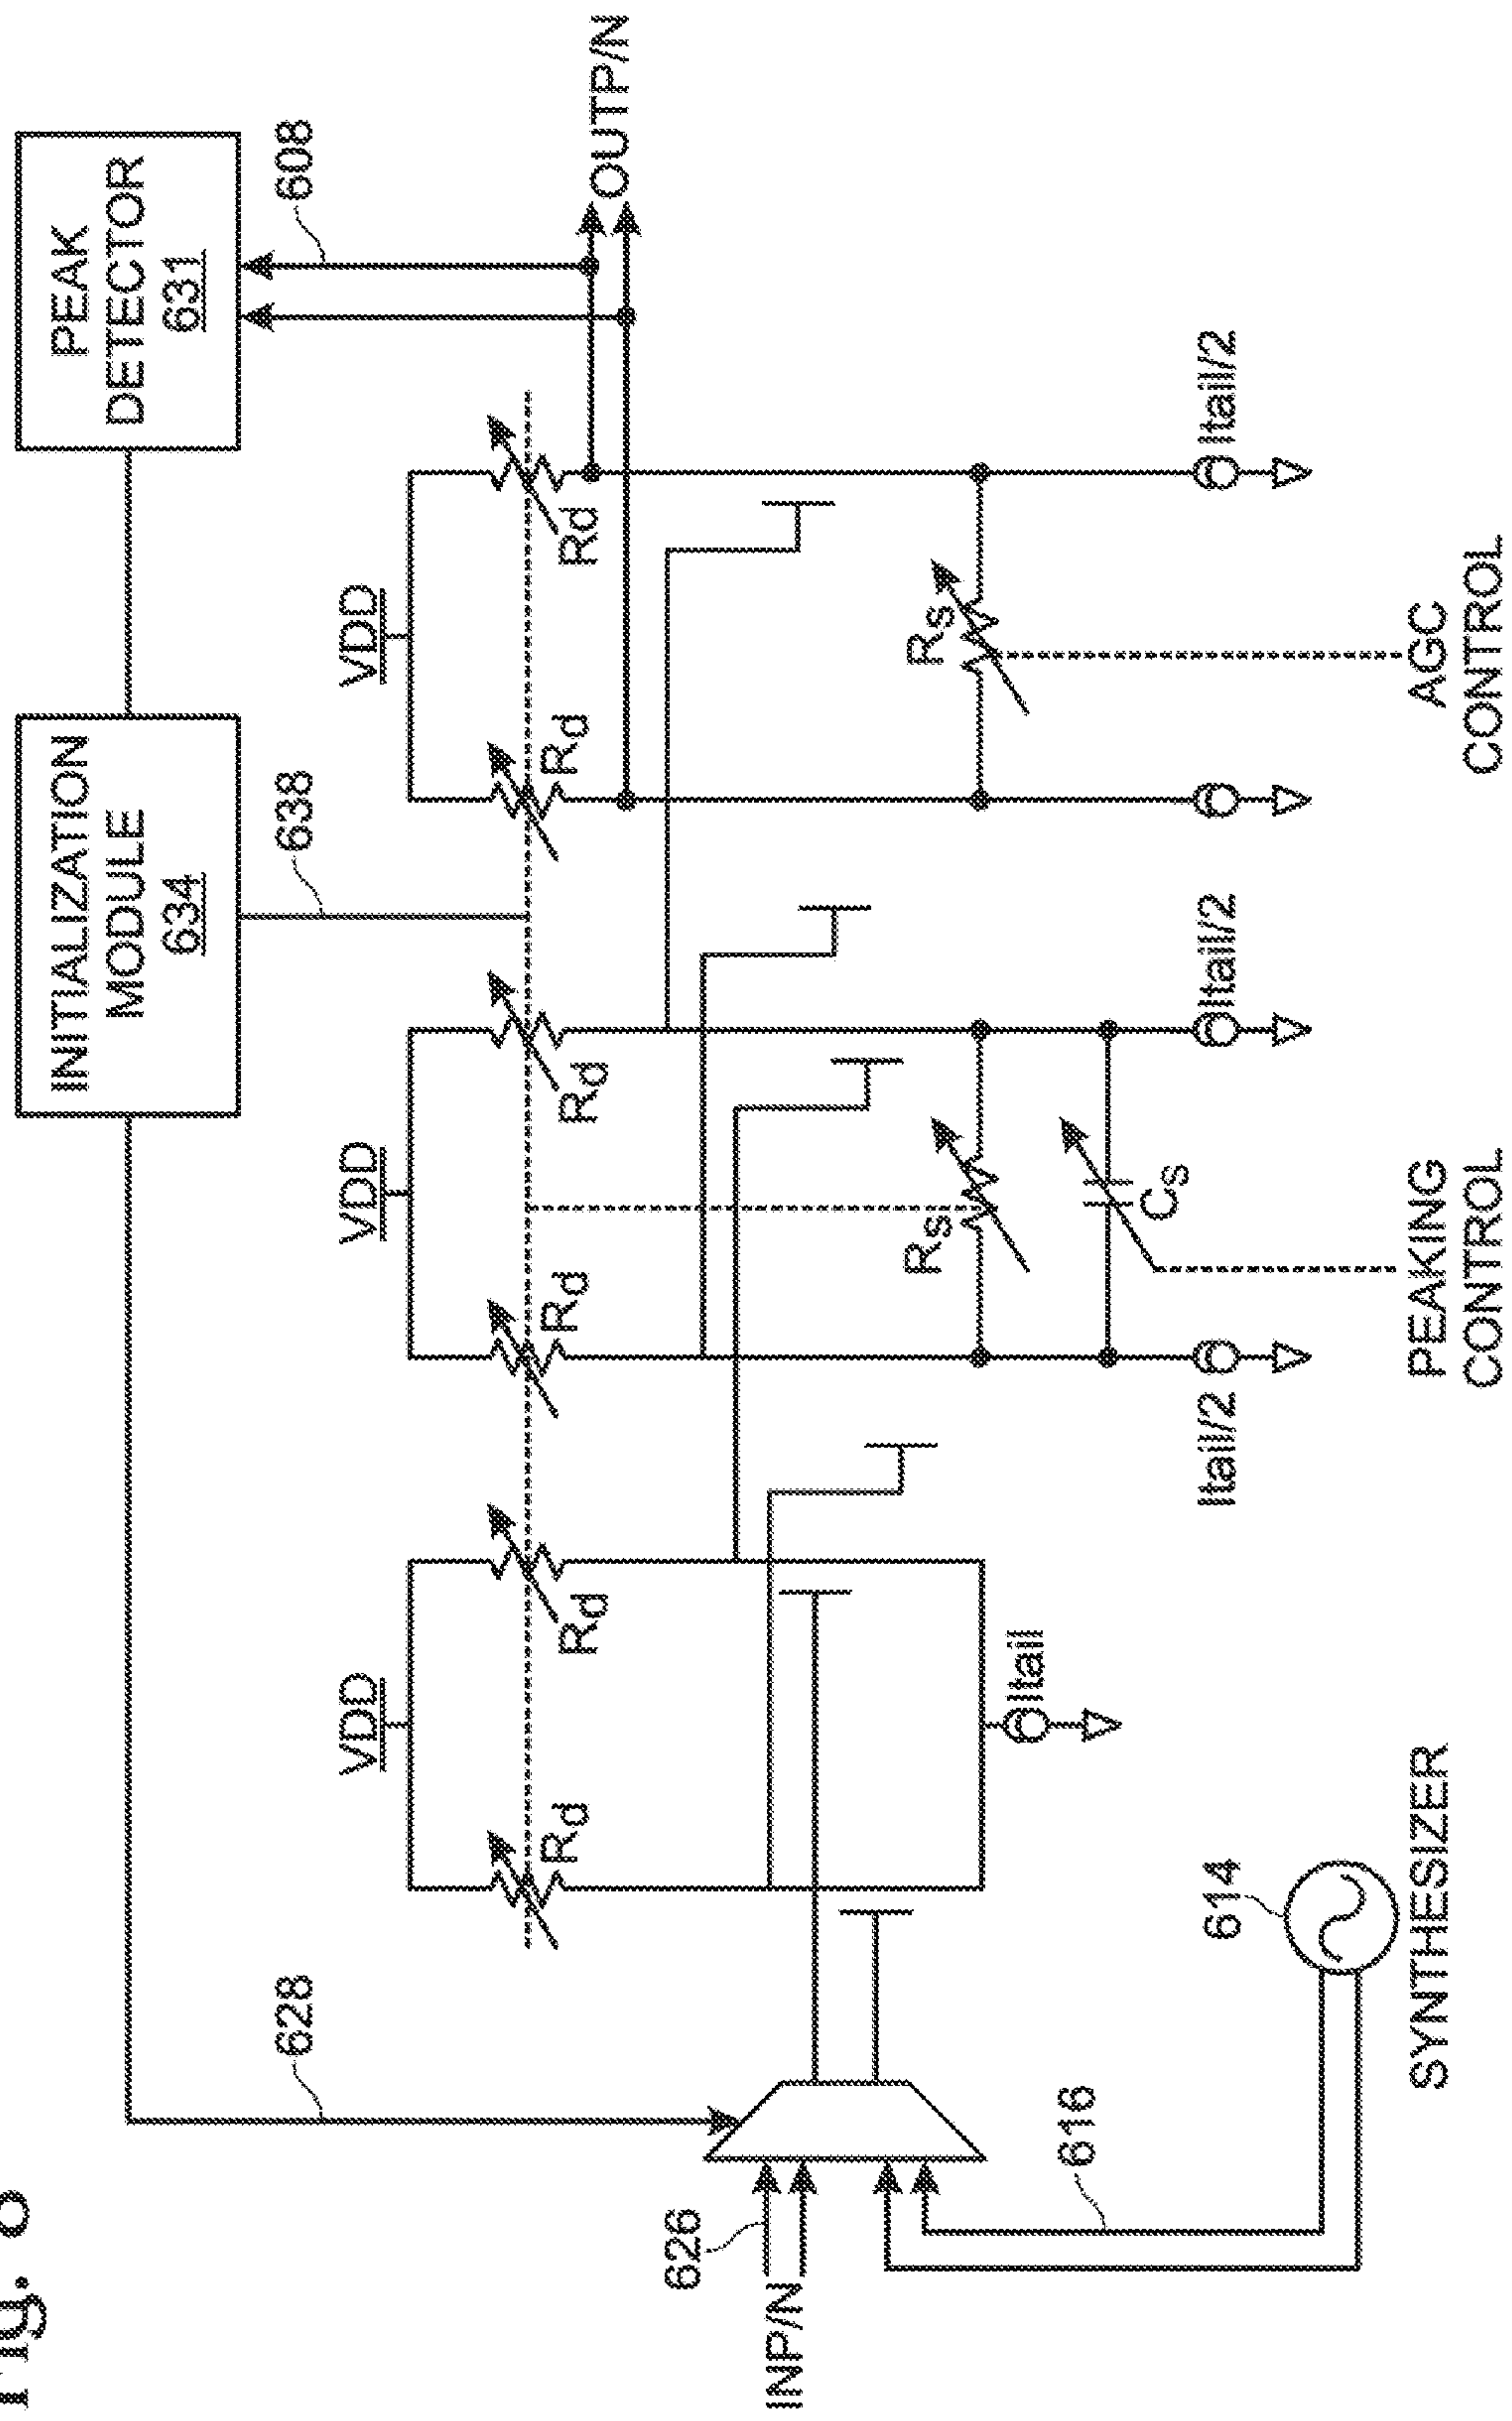 Fig. 8
INITIALIZATION
MODULE
634
PEAK
DETECTOR
631
628
638
608
VDD
VDD
VDD
Rd
Rd
Rd
Rd
Rd
Rd
OUTP/N
626
INP/N
616
614
SYNTHESIZER
Rs
Cs
Rs
Itail
Itail/2
Itail/2
Itail/2
PEAKING
CONTROL
AGC
CONTROL